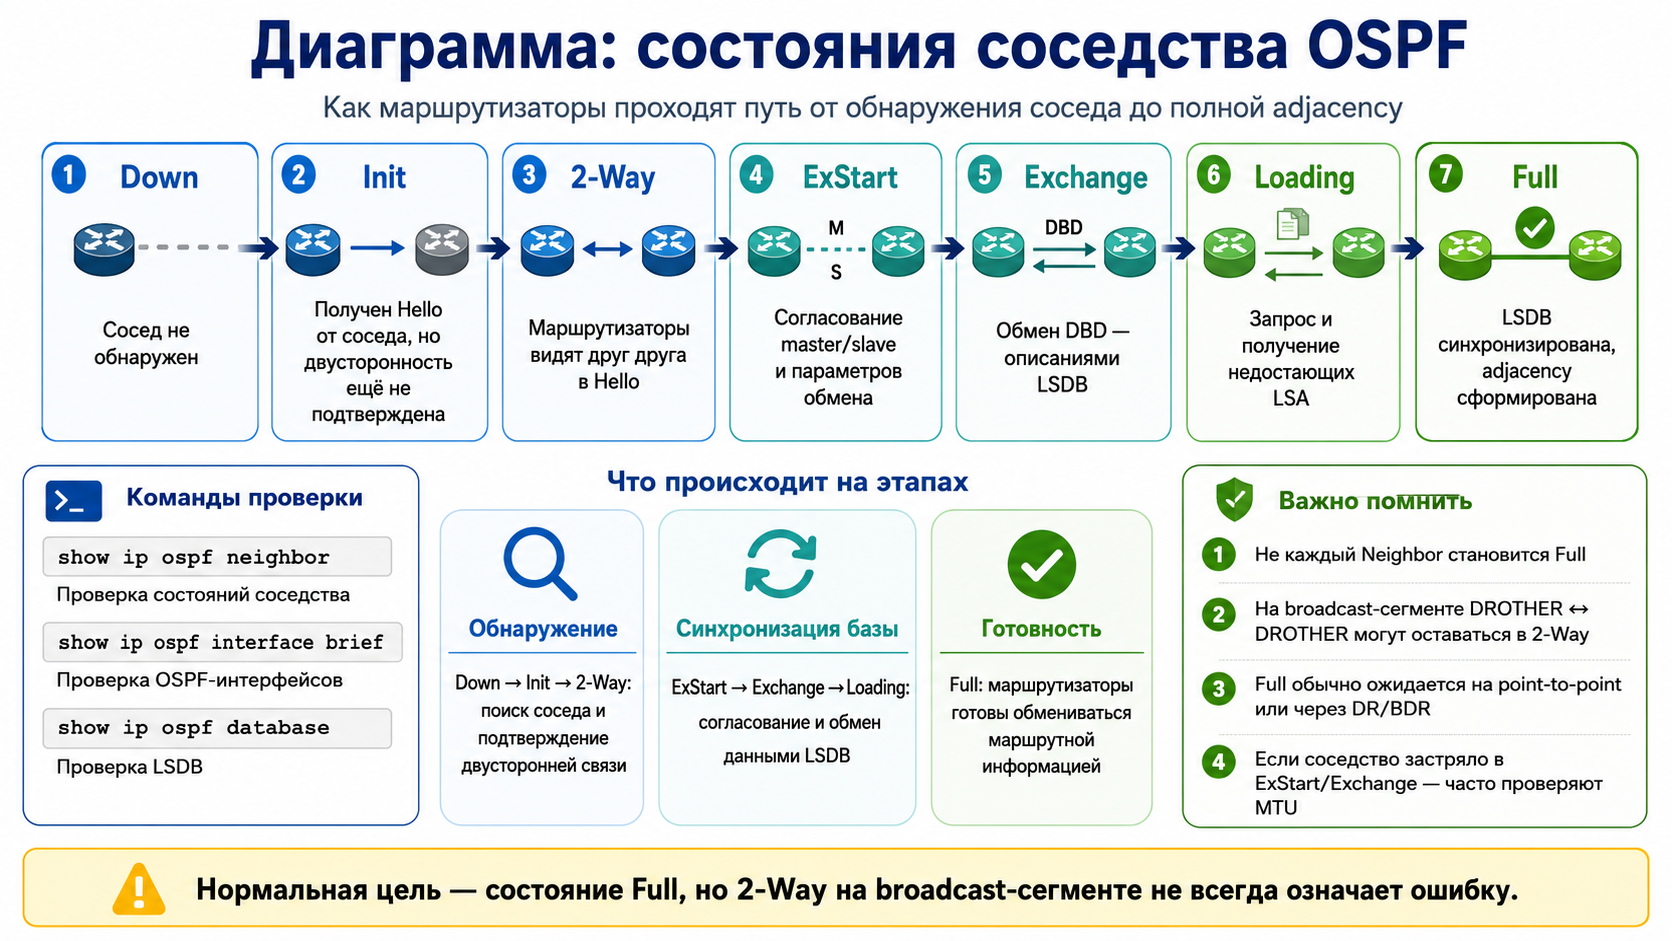 Диаграмма: состояния соседства OSPF
Как маршрутизаторы проходят путь от обнаружения соседа до полной adjacency
1 Down
Сосед не
обнаружен
2 Init
Получен Hello
от соседа, но
двусторонность
ещё не
подтверждена
3 2-Way
Маршрутизаторы
видят друг друга
в Hello
4 ExStart
M
S
Согласование
master/slave
и параметров
обмена
5 Exchange
DBD
Обмен DBD —
описаниями
LSDB
6 Loading
Запрос и
получение
недостающих
LSA
7 Full
LSDB
синхронизирована,
adjacency
сформирована
>_ Команды проверки
show ip ospf neighbor
Проверка состояний соседства
show ip ospf interface brief
Проверка OSPF-интерфейсов
show ip ospf database
Проверка LSDB
Что происходит на этапах
Обнаружение
Down → Init → 2-Way:
поиск соседа и
подтверждение
двусторонней связи
Синхронизация базы
ExStart → Exchange → Loading:
согласование и обмен
данными LSDB
Готовность
Full: маршрутизаторы
готовы обмениваться
маршрутной
информацией
Важно помнить
1 Не каждый Neighbor становится Full
2 На broadcast-сегменте DROTHER ↔
DROTHER могут оставаться в 2-Way
3 Full обычно ожидается на point-to-point
или через DR/BDR
4 Если соседство застряло в
ExStart/Exchange — часто проверяют
MTU
Нормальная цель — состояние Full, но 2-Way на broadcast-сегменте не всегда означает ошибку.